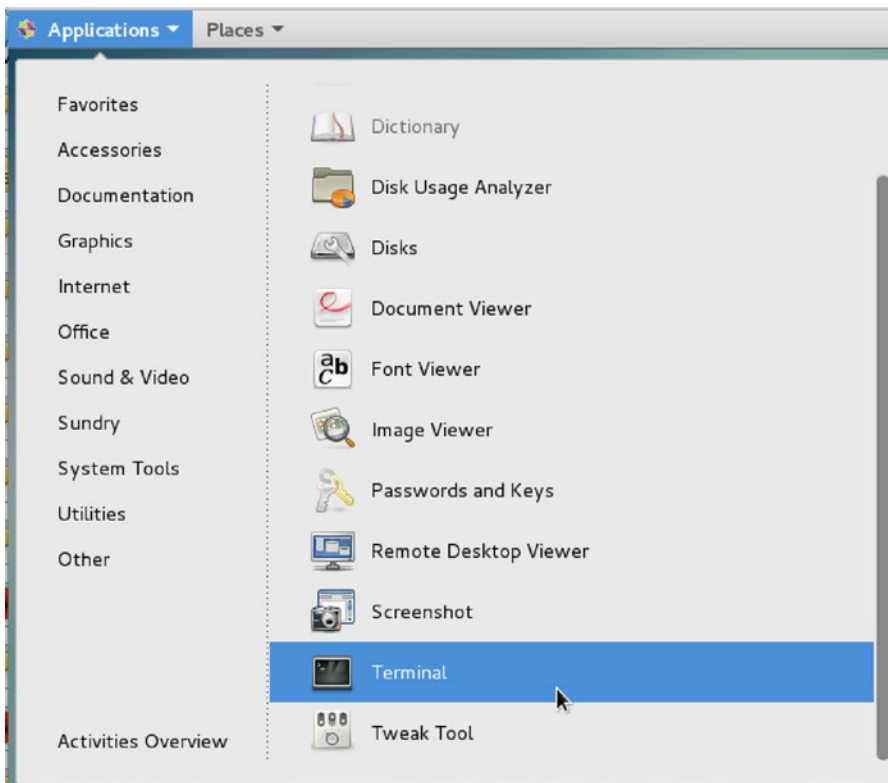 Applications Places
Favorites
Accessories
Documentation
Graphics
Internet
Office
Sound & Video
Sundry
System Tools
Utilities
Other
Activities Overview
Dictionary
Disk Usage Analyzer
Disks
Document Viewer
Font Viewer
Image Viewer
Passwords and Keys
Remote Desktop Viewer
Screenshot
Terminal
Tweak Tool